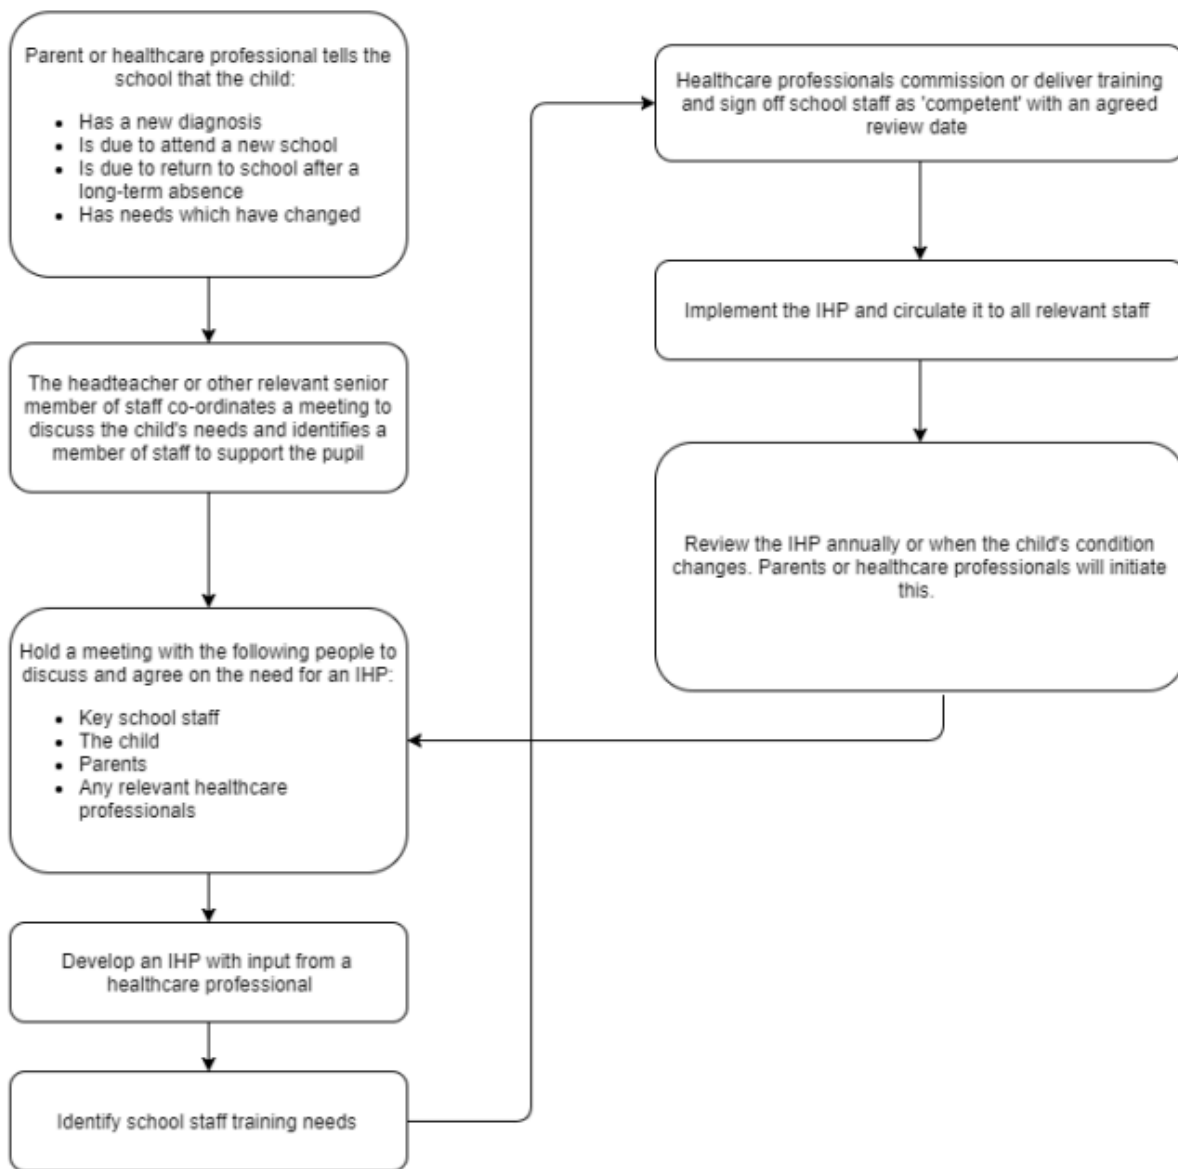 Parent or healthcare professional tells the
school that the child:
• Has a new diagnosis
• Is due to attend a new school
• Is due to return to school after a
long-term absence
• Has needs which have changed
The headteacher or other relevant senior
member of staff co-ordinates a meeting to
discuss the child's needs and identifies a
member of staff to support the pupil
Hold a meeting with the following people to
discuss and agree on the need for an IHP:
• Key school staff
• The child
• Parents
• Any relevant healthcare
professionals
Develop an IHP with input from a
healthcare professional
Identify school staff training needs
Healthcare professionals commission or deliver training
and sign off school staff as 'competent' with an agreed
review date
Implement the IHP and circulate it to all relevant staff
Review the IHP annually or when the child's condition
changes. Parents or healthcare professionals will initiate
this.